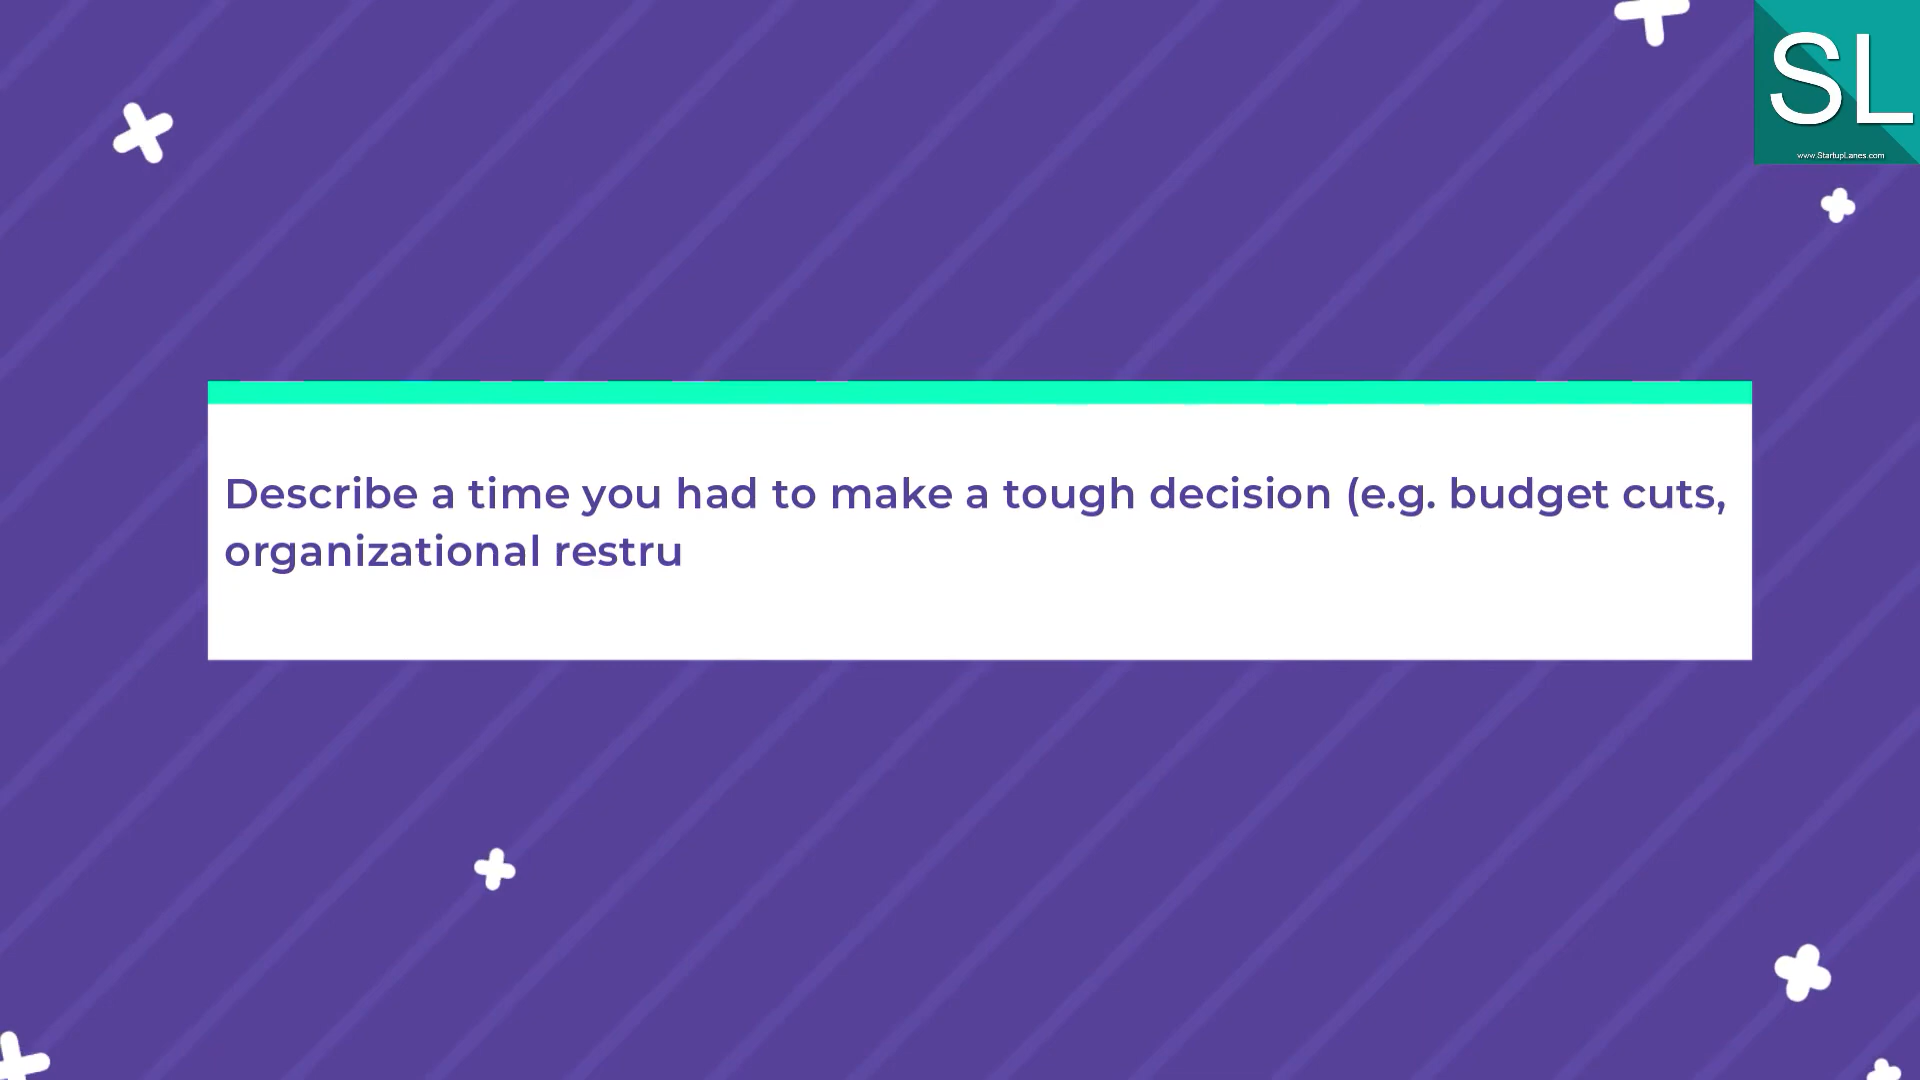 SL
www.StartupLanes.com
Describe a time you had to make a tough decision (e.g. budget cuts,
organizational restru